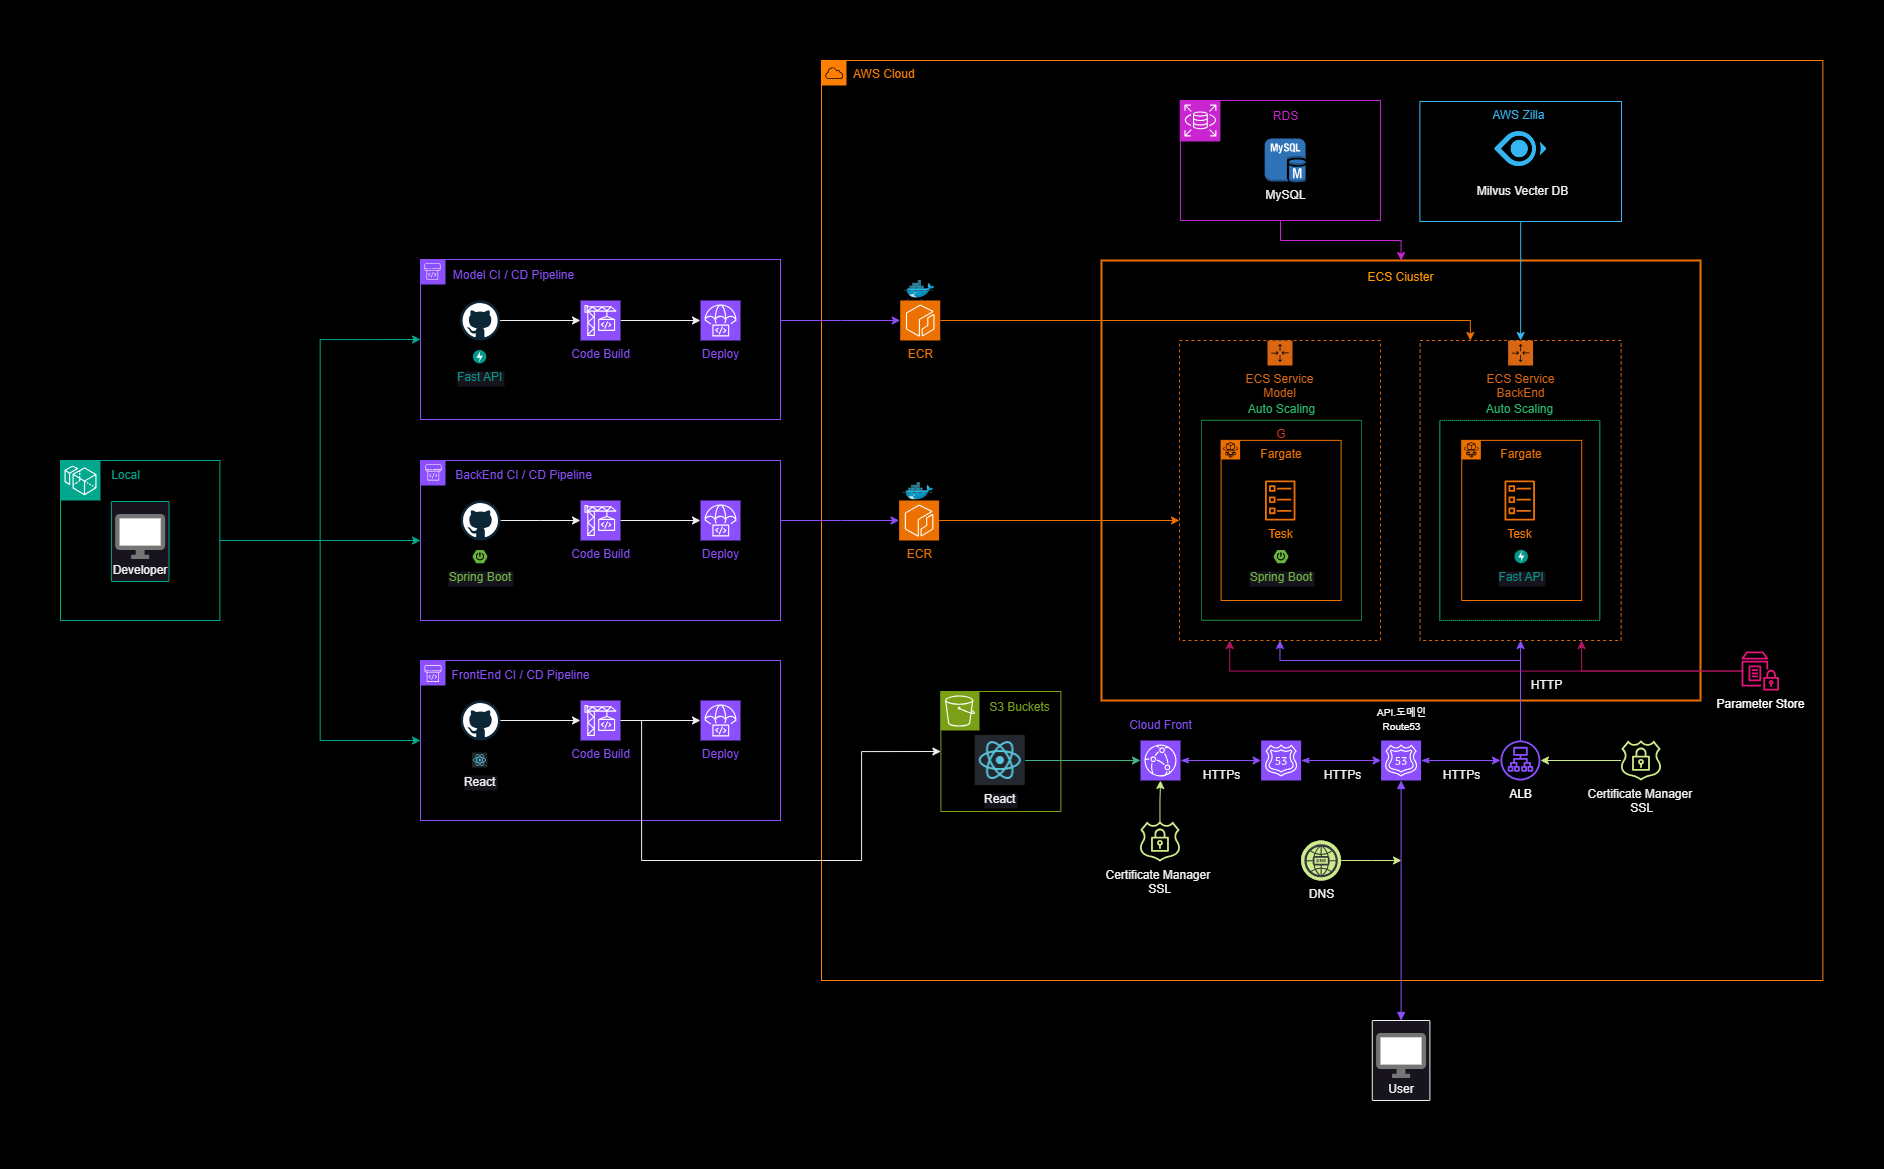 AWS Cloud
RDS
MySQL
M
MySQL
AWS Zilla
Milvus Vecter DB
Model CI / CD Pipeline
Fast API
Code Build
Deploy
ECR
ECS Cluster
ECS Service
Model
Auto Scaling
G
Fargate
Tesk
Spring Boot
ECS Service
BackEnd
Auto Scaling
Fargate
Tesk
Fast API
Local
Developer
BackEnd CI / CD Pipeline
Spring Boot
Code Build
Deploy
ECR
FrontEnd CI / CD Pipeline
React
Code Build
Deploy
S3 Buckets
React
Cloud Front
HTTPs
53
HTTPs
API.도메인
Route53
53
HTTPs
HTTP
ALB
Parameter Store
Certificate Manager
SSL
Certificate Manager
SSL
DNS
DNS
User